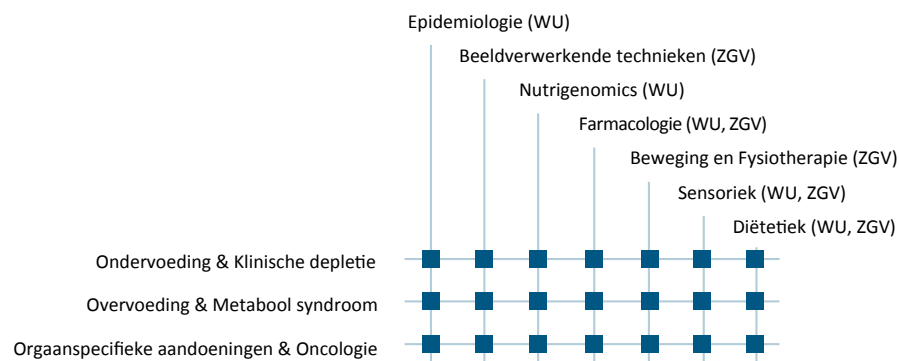 Epidemiologie (WU)
Beeldverwerkende technieken (ZGV)
Nutrigenomics (WU)
Farmacologie (WU, ZGV)
Beweging en Fysiotherapie (ZGV)
Sensoriek (WU, ZGV)
Diëtetiek (WU, ZGV)
Ondervoeding & Klinische depletie
Overvoeding & Metabool syndroom
Orgaanspecifieke aandoeningen & Oncologie